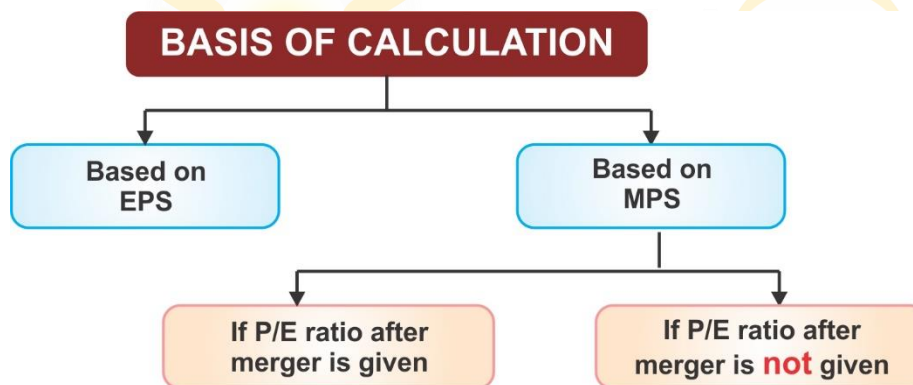 BASIS OF CALCULATION
Based on
EPS
Based on
MPS
If P/E ratio after
merger is given
If P/E ratio after
merger is not given